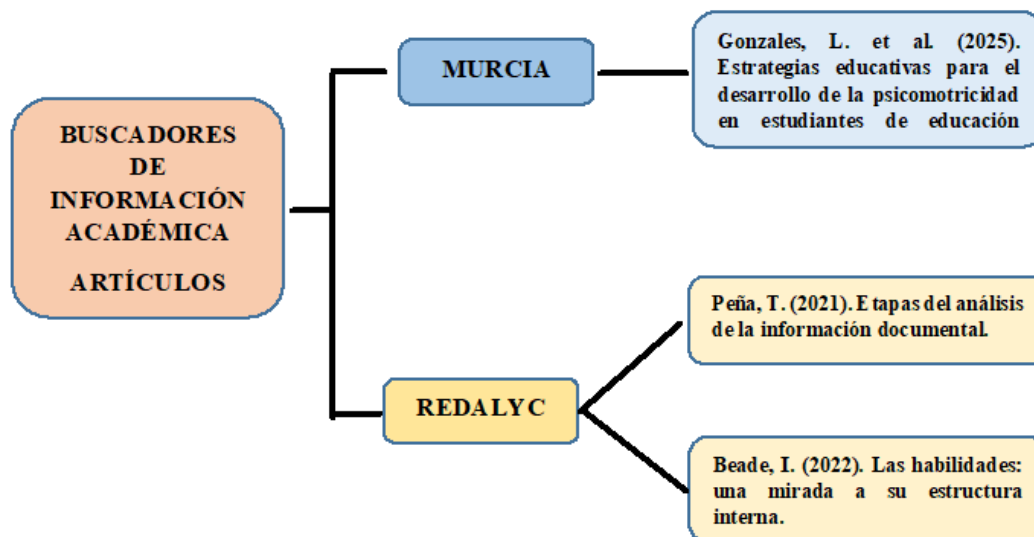 BUSCADORES
DE
INFORMACIÓN
ACADÉMICA
ARTÍCULOS
MURCIA
Gonzales, L. et al. (2025).
Estrategias educativas para el
desarrollo de la psicomotricidad
en estudiantes de educación
REDALYC
Peña, T. (2021). Etapas del análisis
de la información documental.
Beade, I. (2022). Las habilidades:
una mirada a su estructura
interna.